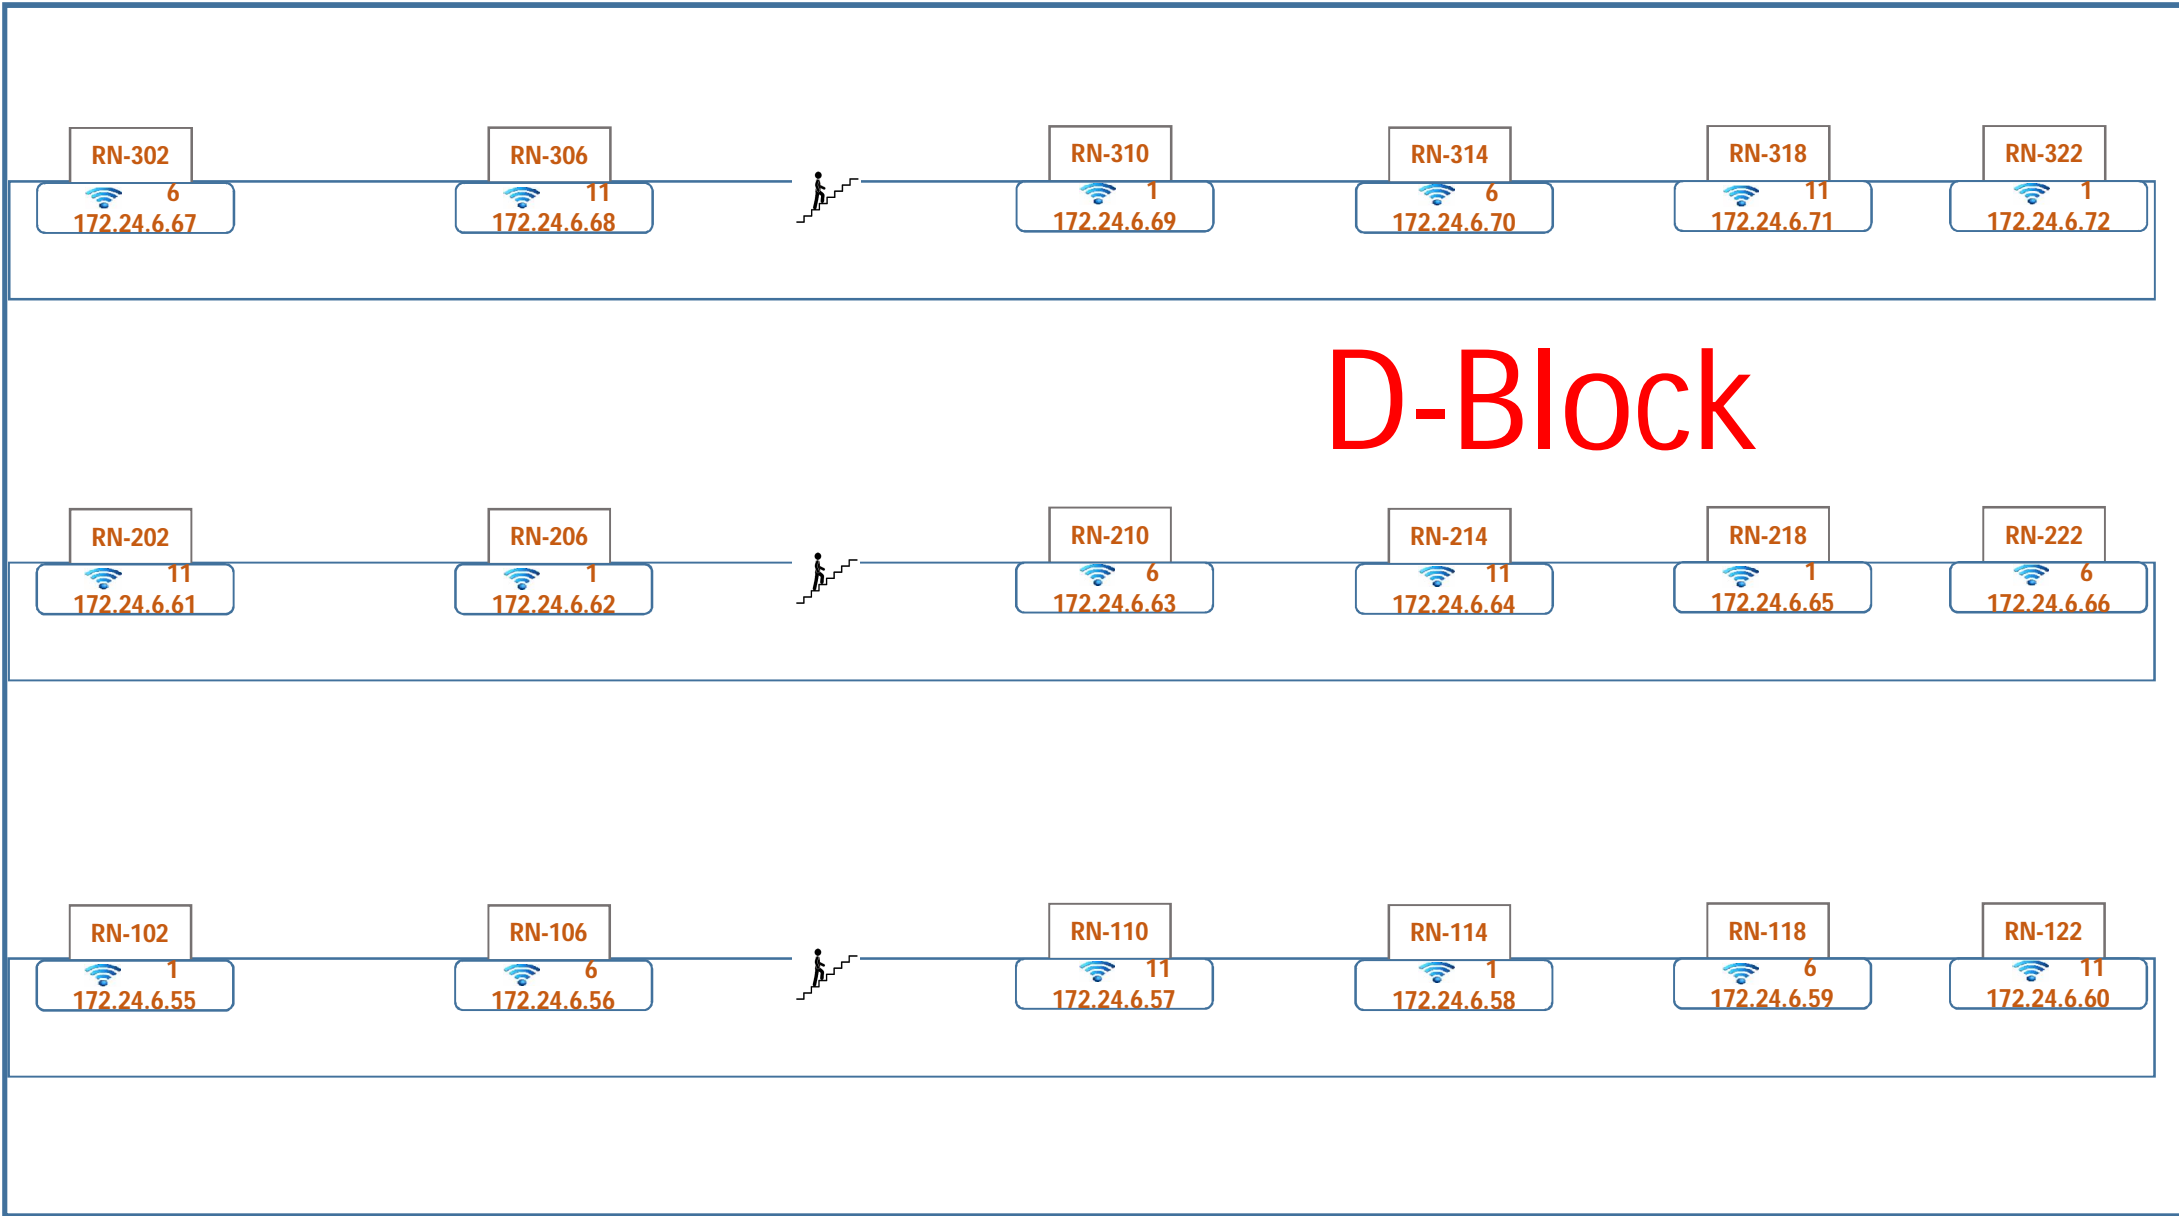 RN-302 RN-306 RN-310 RN-314 RN-318 RN-322
6 11 1 6 11 1
172.24.6.67 172.24.6.68 172.24.6.69 172.24.6.70 172.24.6.71 172.24.6.72
D-Block
RN-202 RN-206 RN-210 RN-214 RN-218 RN-222
11 1 6 11 1 6
172.24.6.61 172.24.6.62 172.24.6.63 172.24.6.64 172.24.6.65 172.24.6.66
RN-102 RN-106 RN-110 RN-114 RN-118 RN-122
1 6 11 1 6 11
172.24.6.55 172.24.6.56 172.24.6.57 172.24.6.58 172.24.6.59 172.24.6.60